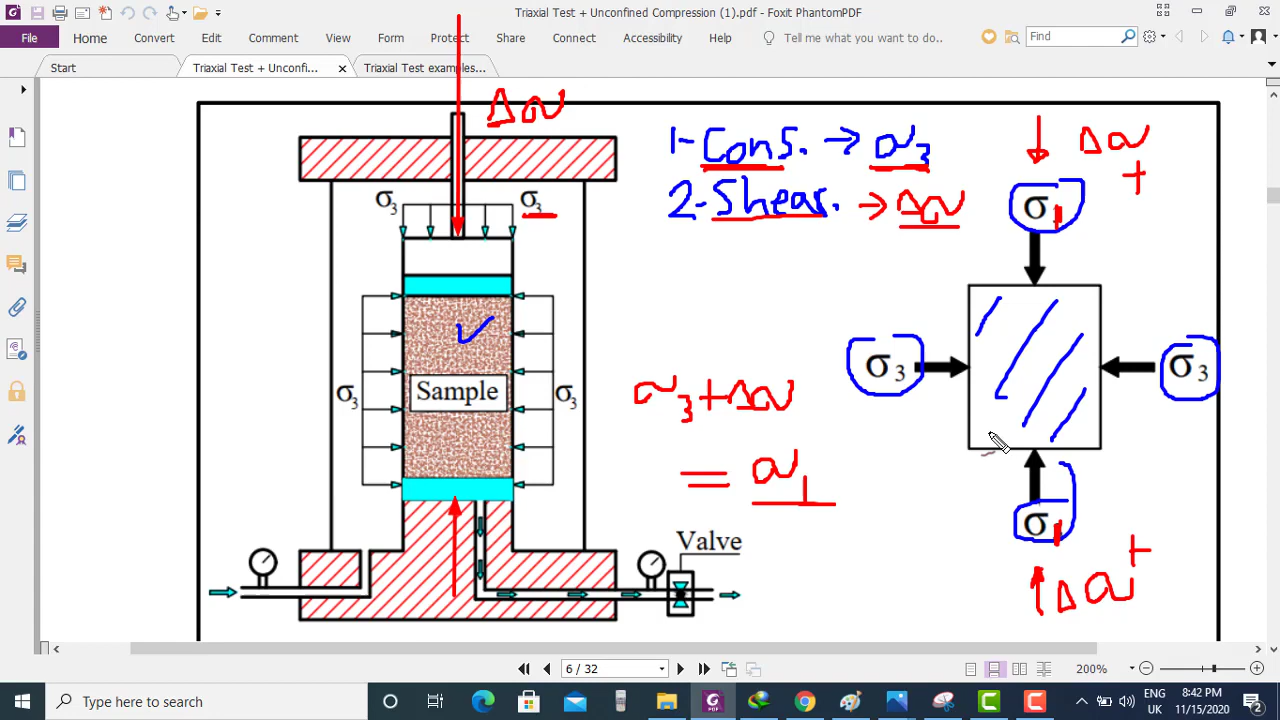 Triaxial Test + Unconfined Compression (1).pdf - Foxit PhantomPDF
File Home Convert Edit Comment View Form Protect Share Connect Accessibility Help Tell me what you want to do... Find
Start Triaxial Test + Unconfi... Triaxial Test examples...
Δσ
1- Cons. → σ3
2- Shear. → Δσ
Δσ
+
σ3 σ3
σ1
σ3 σ3
σ3 σ3
Sample
σ3 + Δσ
= σ1
σ1
Valve
+
Δσ
6 / 32
200%
Type here to search
ENG
UK
8:42 PM
11/15/2020
2